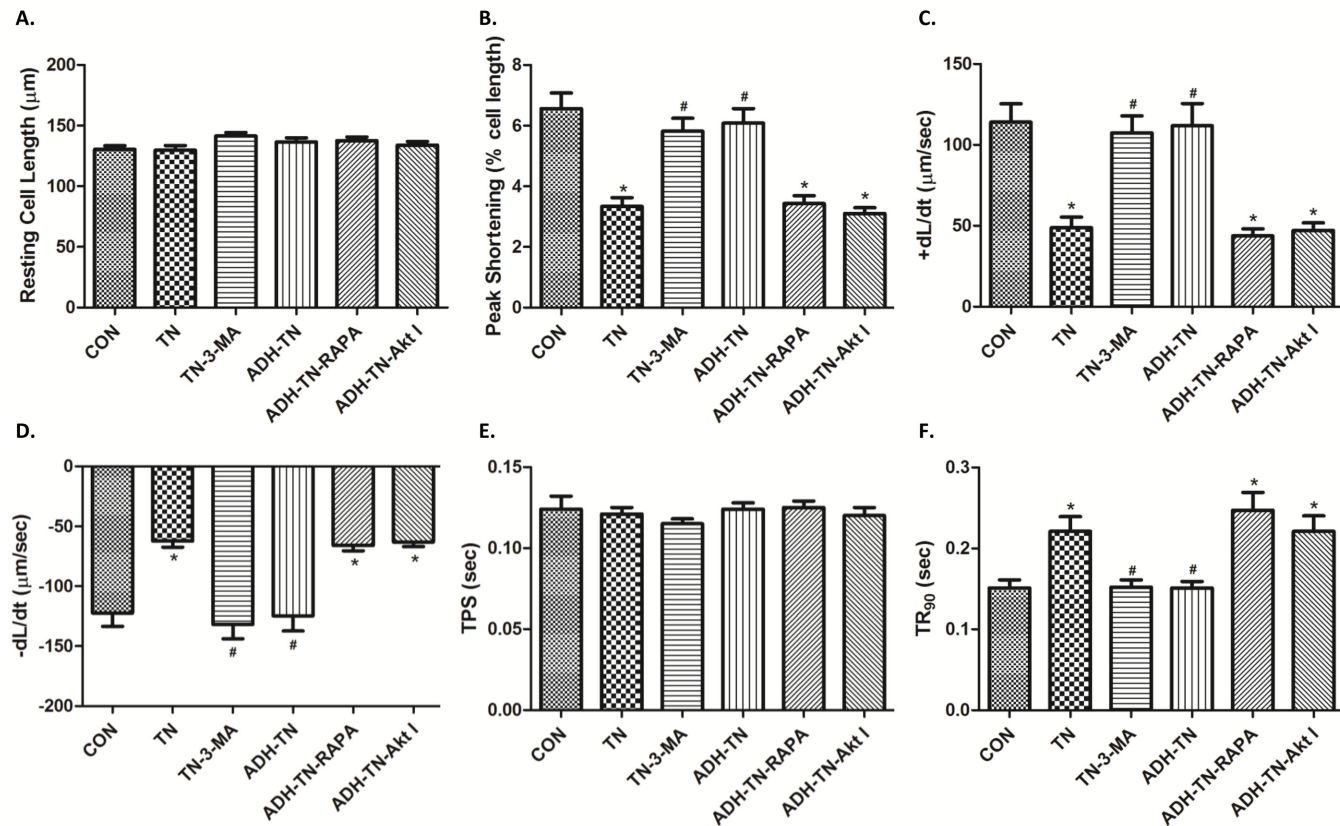 A.
Resting Cell Length (μm)
200
150
100
50
0
CON
TN
TN-3-MA
ADH-TN
ADH-TN-RAPA
ADH-TN-Akt I
B.
Peak Shortening (% cell length)
8
6
4
2
0
*
#
#
*
*
CON
TN
TN-3-MA
ADH-TN
ADH-TN-RAPA
ADH-TN-Akt I
C.
+dL/dt (μm/sec)
150
100
50
0
*
#
#
*
*
CON
TN
TN-3-MA
ADH-TN
ADH-TN-RAPA
ADH-TN-Akt I
D.
-dL/dt (μm/sec)
0
-50
-100
-150
-200
*
#
#
*
*
CON
TN
TN-3-MA
ADH-TN
ADH-TN-RAPA
ADH-TN-Akt I
E.
TPS (sec)
0.15
0.10
0.05
0.00
CON
TN
TN-3-MA
ADH-TN
ADH-TN-RAPA
ADH-TN-Akt I
F.
TR90 (sec)
0.3
0.2
0.1
0.0
*
#
#
*
*
CON
TN
TN-3-MA
ADH-TN
ADH-TN-RAPA
ADH-TN-Akt I